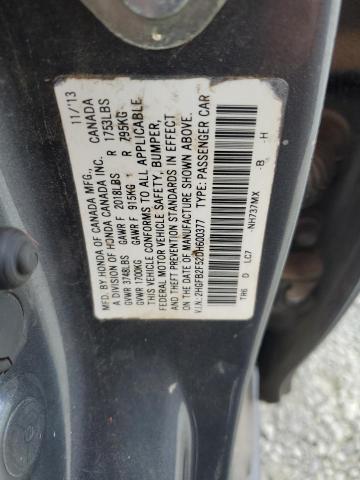 MFD. BY HONDA OF CANADA MFG., 11/13
A DIVISION OF HONDA CANADA INC. CANADA
GVWR 3748LBS GAWR F 2018LBS R 1753LBS
GVWR 1700KG GAWR F 915KG R 795KG
THIS VEHICLE CONFORMS TO ALL APPLICABLE
FEDERAL MOTOR VEHICLE SAFETY, BUMPER,
AND THEFT PREVENTION STANDARDS IN EFFECT
ON THE DATE OF MANUFACTURE SHOWN ABOVE.
V.I.N.: 2HGFB2F52DH600377 TYPE: PASSENGER CAR
TR6 D LC7 -NH737MX -B -H